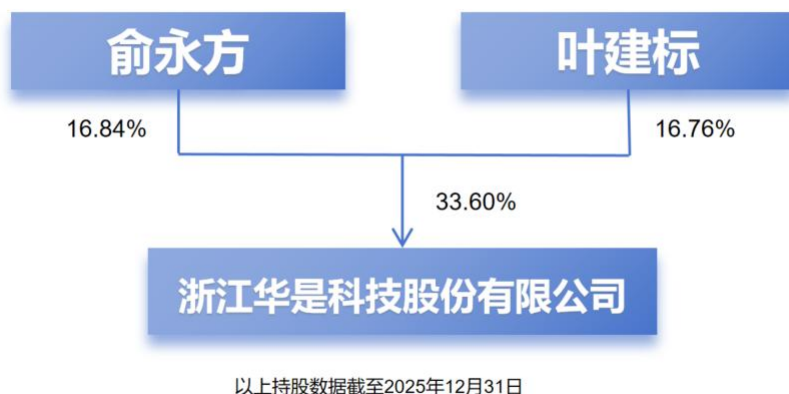 俞永方
叶建标
16.84%
16.76%
33.60%
浙江华是科技股份有限公司
以上持股数据截至2025年12月31日